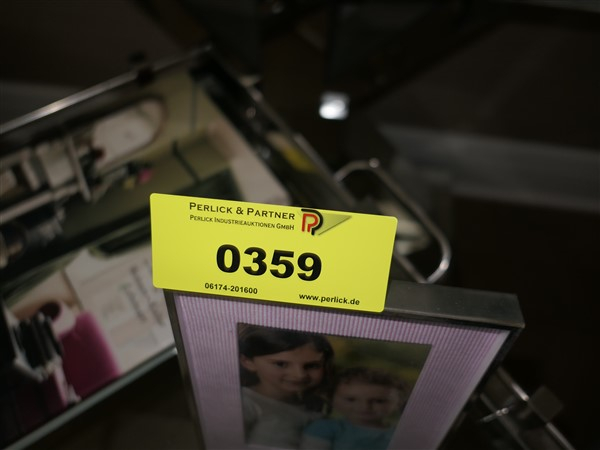 PERLICK & PARTNER
PERLICK INDUSTRIEAUKTIONEN GMBH
0359
06174-201600
www.perlick.de